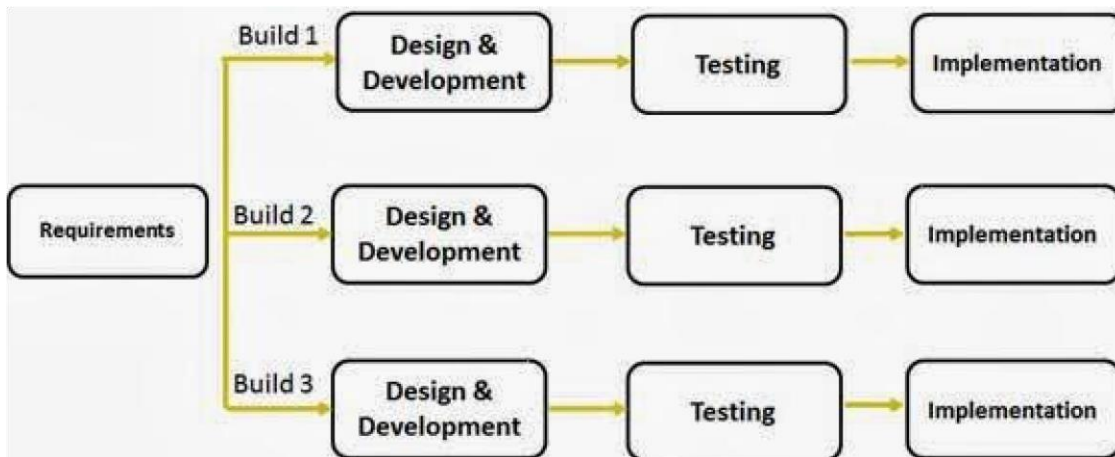 Build 1
Design &
Development
Testing
Implementation
Requirements
Build 2
Design &
Development
Testing
Implementation
Build 3
Design &
Development
Testing
Implementation